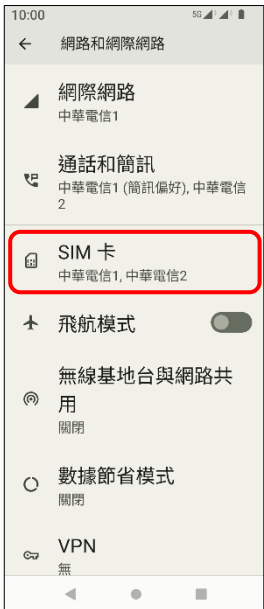 10:00
5G
網路和網際網路
網際網路
中華電信1
通話和簡訊
中華電信1 (簡訊偏好), 中華電信
2
SIM 卡
中華電信1, 中華電信2
飛航模式
無線基地台與網路共
用
關閉
數據節省模式
關閉
VPN
無